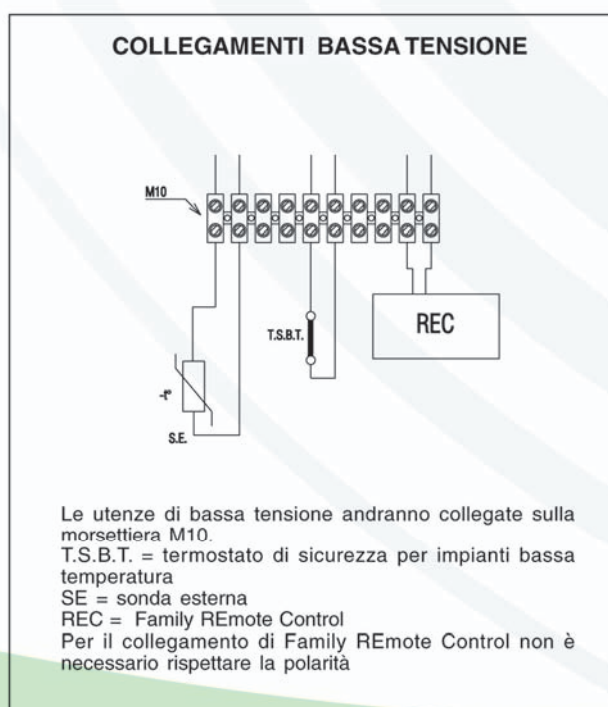 COLLEGAMENTI BASSA TENSIONE
M10
T.S.B.T.
REC
-t°
S.E.
Le utenze di bassa tensione andranno collegate sulla
morsettiera M10.
T.S.B.T. = termostato di sicurezza per impianti bassa
temperatura
SE = sonda esterna
REC = Family REmote Control
Per il collegamento di Family REmote Control non è
necessario rispettare la polarità